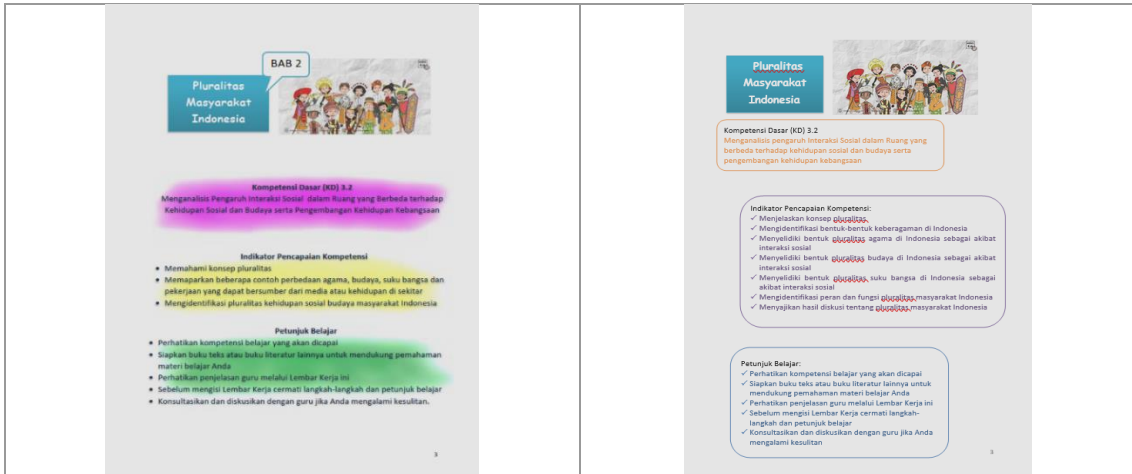 BAB 2
Pluralitas
Masyarakat
Indonesia
Kompetensi Dasar (KD) 3.2
Menganalisis Pengaruh Interaksi Sosial dalam Ruang yang Berbeda terhadap
Kehidupan Sosial dan Budaya serta Pengembangan Kehidupan Kebangsaan
Indikator Pencapaian Kompetensi
• Memahami konsep pluralitas
• Memaparkan beberapa contoh perbedaan agama, budaya, suku bangsa dan
pekerjaan yang dapat bersumber dari media atau kehidupan di sekitar
• Mengidentifikasi pluralitas kehidupan sosial budaya masyarakat Indonesia
Petunjuk Belajar
• Perhatikan kompetensi belajar yang akan dicapai
• Siapkan buku teks atau buku literatur lainnya untuk mendukung pemahaman
materi belajar Anda
• Perhatikan penjelasan guru melalui Lembar Kerja ini
• Sebelum mengisi Lembar Kerja cermati langkah-langkah dan petunjuk belajar
• Konsultasikan dan diskusikan dengan guru jika Anda mengalami kesulitan.
3
Pluralitas
Masyarakat
Indonesia
Kompetensi Dasar (KD) 3.2
Menganalisis pengaruh Interaksi Sosial dalam Ruang yang
berbeda terhadap kehidupan sosial dan budaya serta
pengembangan kehidupan kebangsaan
Indikator Pencapaian Kompetensi:
✓ Menjelaskan konsep pluralitas
✓ Mengidentifikasi bentuk-bentuk keberagaman di Indonesia
✓ Menyelidiki bentuk pluralitas agama di Indonesia sebagai akibat
interaksi sosial
✓ Menyelidiki bentuk pluralitas budaya di Indonesia sebagai akibat
interaksi sosial
✓ Menyelidiki bentuk pluralitas suku bangsa di Indonesia sebagai
akibat interaksi sosial
✓ Mengidentifikasi peran dan fungsi pluralitas masyarakat Indonesia
✓ Menyajikan hasil diskusi tentang pluralitas masyarakat Indonesia
Petunjuk Belajar:
✓ Perhatikan kompetensi belajar yang akan dicapai
✓ Siapkan buku teks atau buku literatur lainnya untuk
mendukung pemahaman materi belajar Anda
✓ Perhatikan penjelasan guru melalui Lembar Kerja ini
✓ Sebelum mengisi Lembar Kerja cermati langkah-
langkah dan petunjuk belajar
✓ Konsultasikan dan diskusikan dengan guru jika Anda
mengalami kesulitan
3